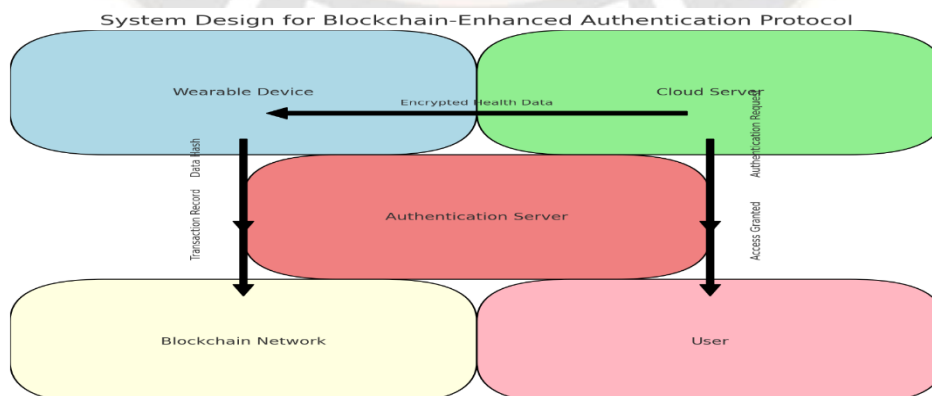 System Design for Blockchain-Enhanced Authentication Protocol
Wearable Device
Cloud Server
Encrypted Health Data
Data Hash
Authentication Request
Authentication Server
Transaction Record
Access Granted
Blockchain Network
User